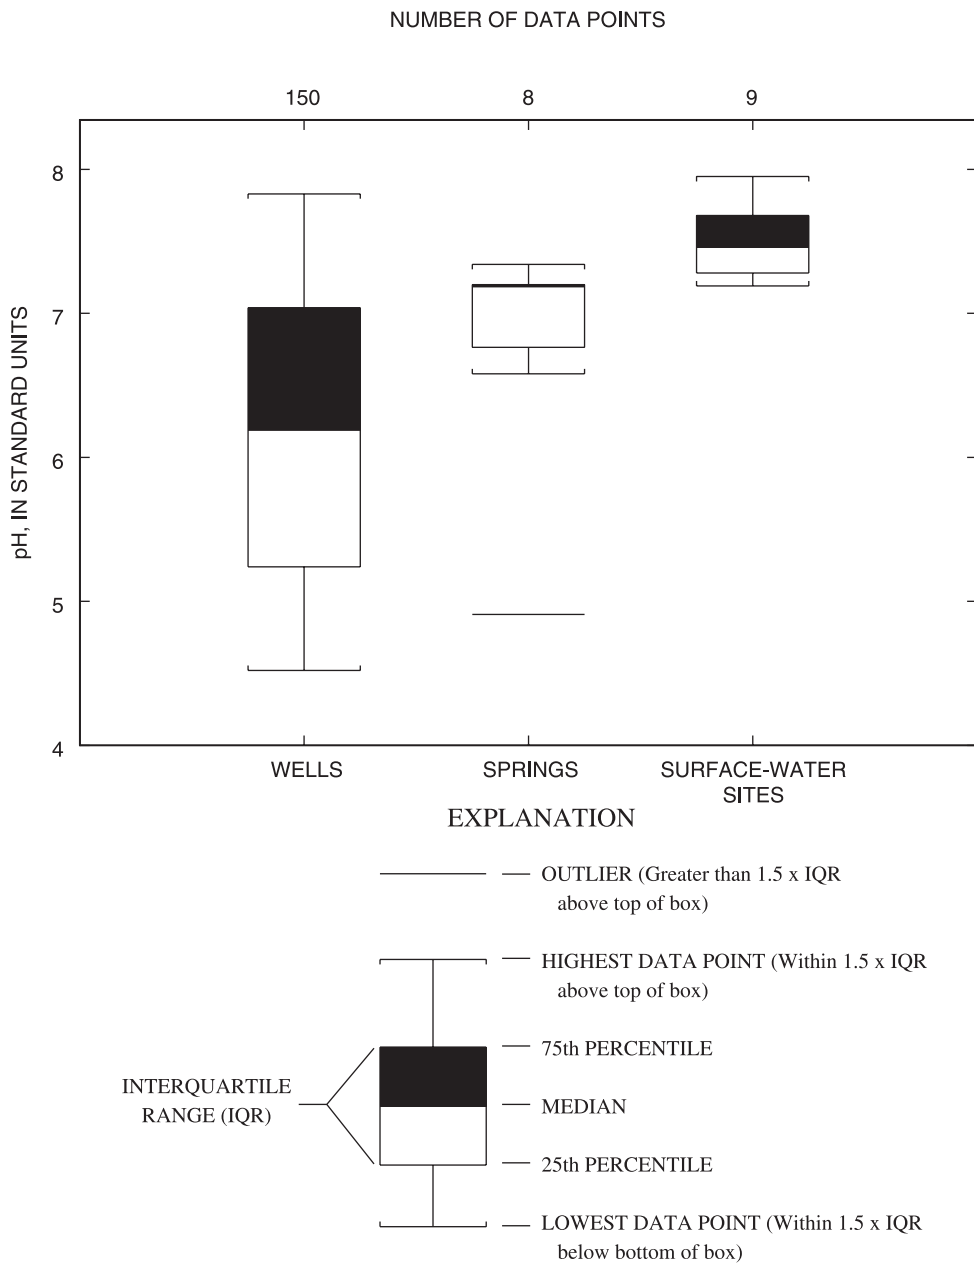 NUMBER OF DATA POINTS
150 8 9
8
7
6
5
4
pH, IN STANDARD UNITS
WELLS SPRINGS SURFACE-WATER
SITES
EXPLANATION
OUTLIER (Greater than 1.5 x IQR
above top of box)
HIGHEST DATA POINT (Within 1.5 x IQR
above top of box)
75th PERCENTILE
INTERQUARTILE
RANGE (IQR)
MEDIAN
25th PERCENTILE
LOWEST DATA POINT (Within 1.5 x IQR
below bottom of box)